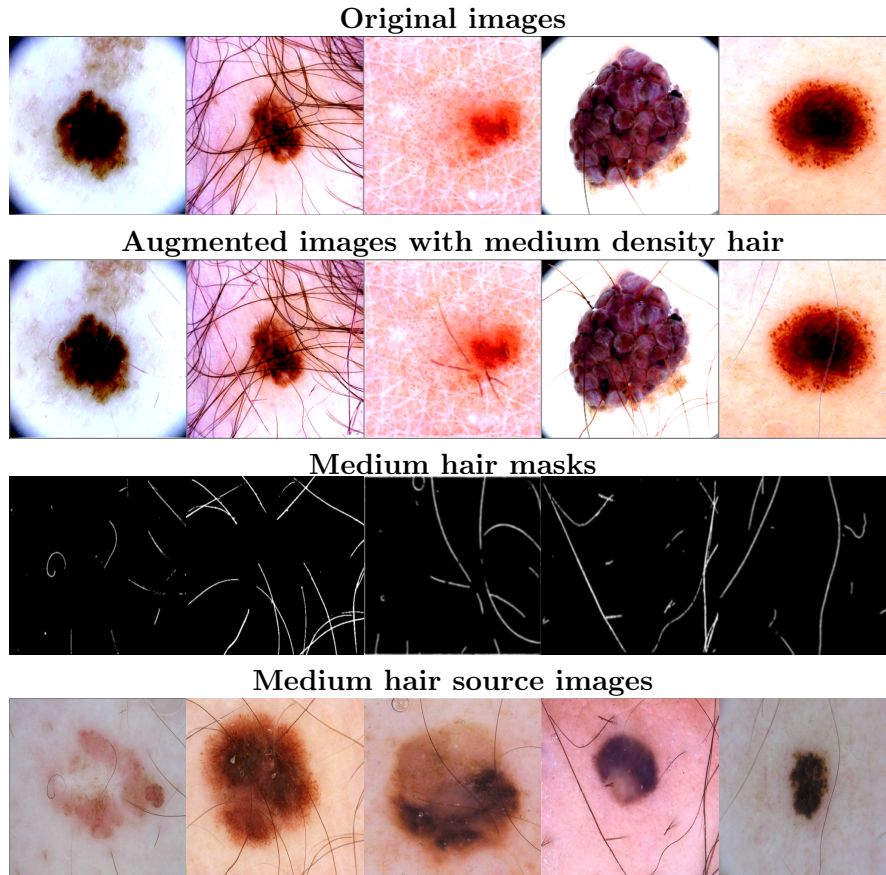 Original images
Augmented images with medium density hair
Medium hair masks
Medium hair source images